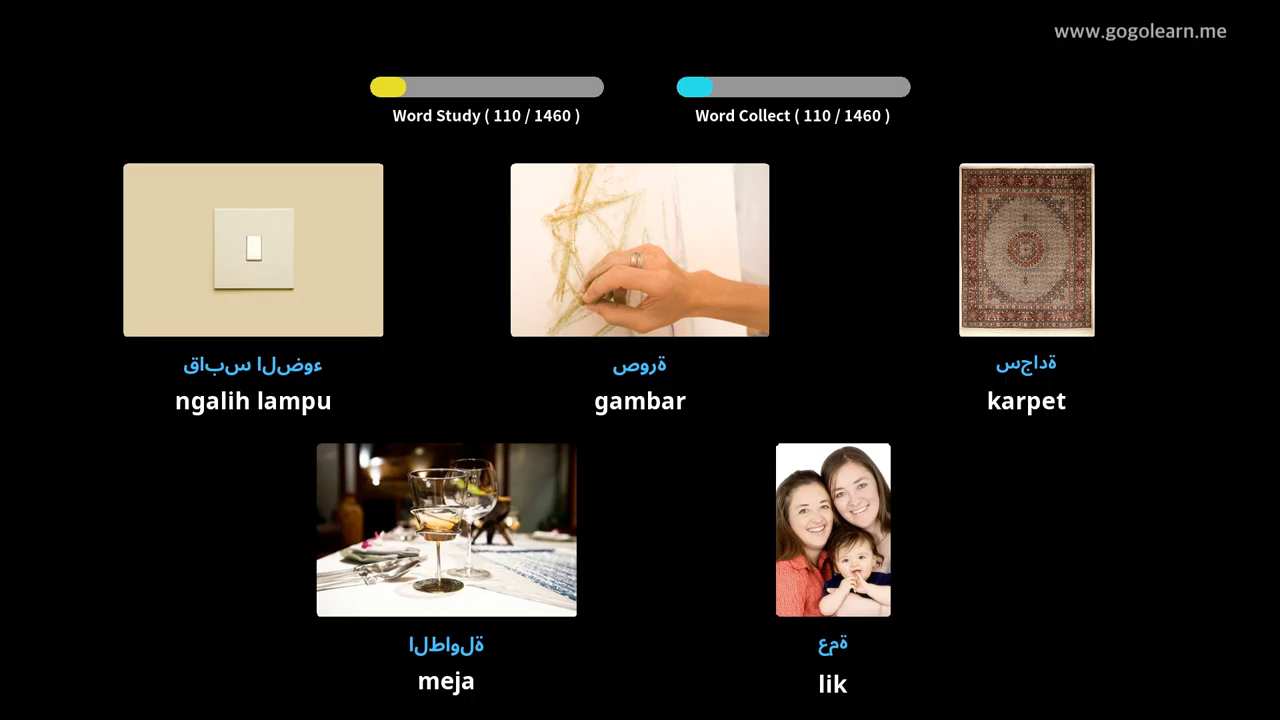 www.gogolearn.me
Word Study ( 110 / 1460 )
Word Collect ( 110 / 1460 )
قابس الضوء
ngalih lampu
صورة
gambar
سجادة
karpet
الطاولة
meja
عمة
lik